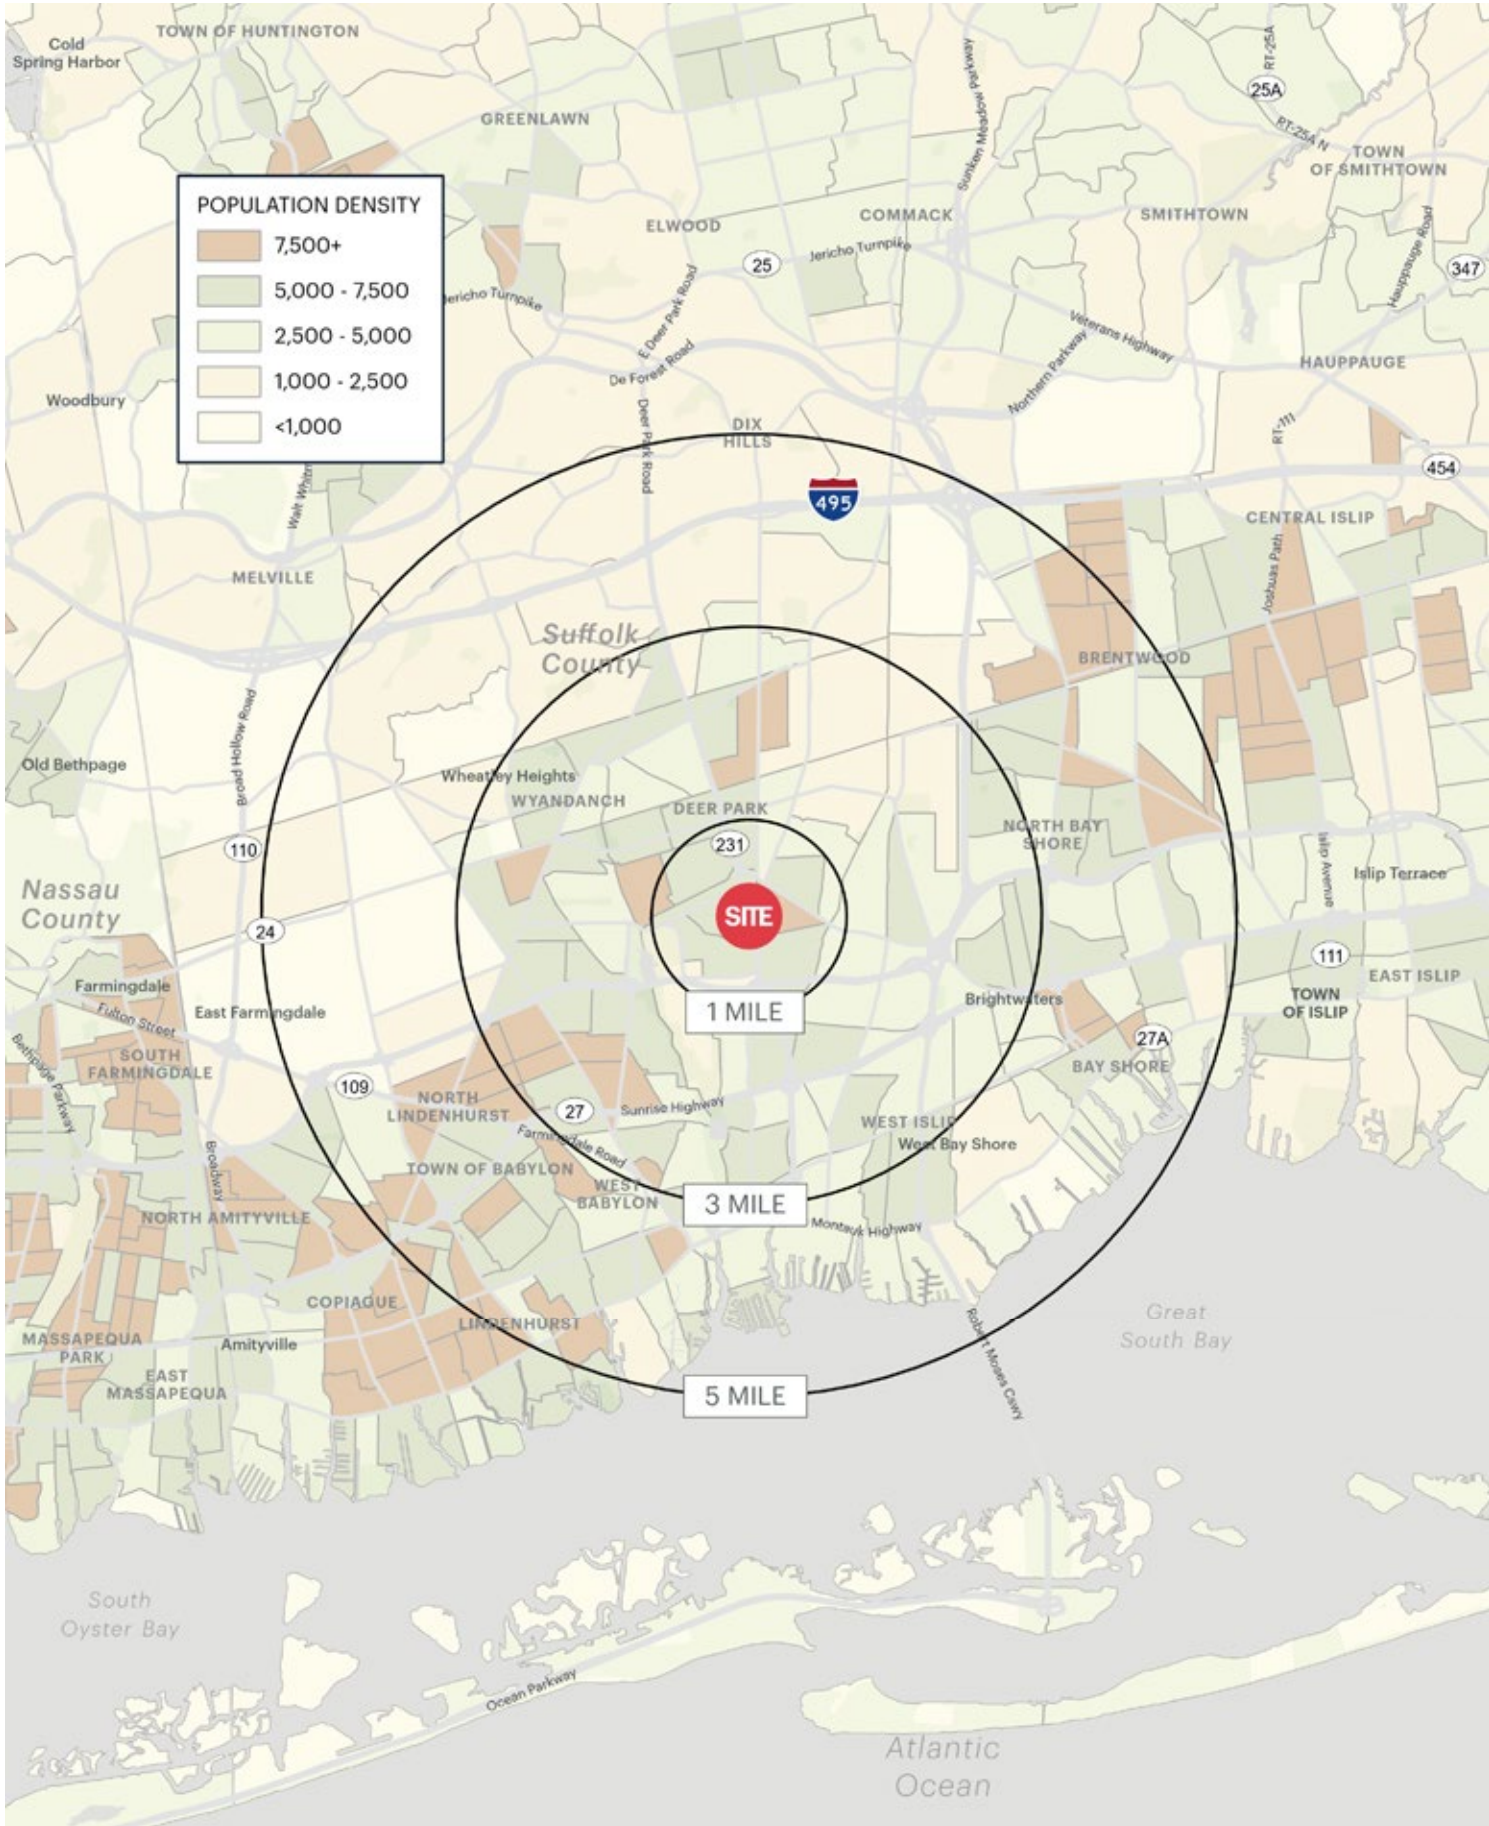 TOWN OF HUNTINGTON
Cold
Spring Harbor
GREENLAWN
Sunken Meadow Parkway
RT-25A
25A
RT-25A N
TOWN
OF SMITHTOWN
POPULATION DENSITY
7,500+
5,000 - 7,500
2,500 - 5,000
1,000 - 2,500
<1,000
ELWOOD
COMMACK
SMITHTOWN
Jericho Turnpike
25
Hauppauge Road
347
ericho Turnpike
E Deer Park Road
De Forest Road
Veterans Highway
Northern Parkway
HAUPPAUGE
Woodbury
Deer Park Road
DIX
HILLS
RT-111
454
Walt Whitm
495
CENTRAL ISLIP
MELVILLE
Joshuas Path
Suffolk
County
BRENTWOOD
Broad Hollow Road
Old Bethpage
Wheatley Heights
WYANDANCH
DEER PARK
NORTH BAY
SHORE
231
110
Islip Avenue
Islip Terrace
Nassau
County
SITE
24
111
EAST ISLIP
Farmingdale
Fulton Street
East Farmingdale
1 MILE
Brightwaters
TOWN
OF ISLIP
Bethpage Parkway
SOUTH
FARMINGDALE
27A
BAY SHORE
109
NORTH
LINDENHURST
27
Sunrise Highway
Farmingdale Road
WEST ISLIP
West Bay Shore
Broadway
TOWN OF BABYLON
WEST
BABYLON
3 MILE
NORTH AMITYVILLE
Montauk Highway
COPIAGUE
LINDENHURST
Great
South Bay
Robert Moses Cswy
MASSAPEQUA
PARK
Amityville
EAST
MASSAPEQUA
5 MILE
South
Oyster Bay
Ocean Parkway
Atlantic
Ocean